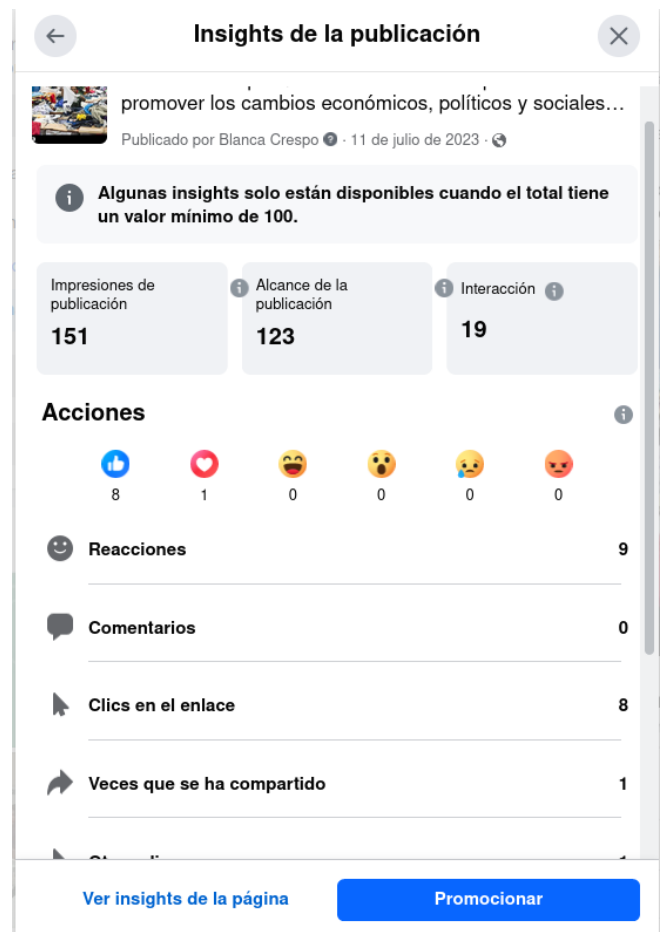 Insights de la publicación
promover los cambios económicos, políticos y sociales...
Publicado por Blanca Crespo · 11 de julio de 2023 ·
Algunas insights solo están disponibles cuando el total tiene
un valor mínimo de 100.
Impresiones de
publicación
151
Alcance de la
publicación
123
Interacción
19
Acciones
8 1 0 0 0 0
Reacciones 9
Comentarios 0
Clics en el enlace 8
Veces que se ha compartido 1
Ver insights de la página
Promocionar